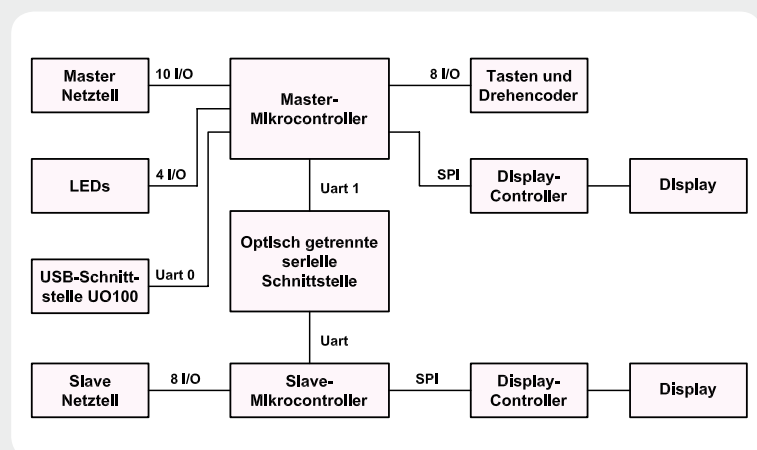 Master
Netzteil
10 I/O
Master-
Mikrocontroller
8 I/O
Tasten und
Drehencoder
LEDs
4 I/O
SPI
Display-
Controller
Display
Uart 1
USB-Schnitt-
stelle UO100
Uart 0
Optisch getrennte
serielle
Schnittstelle
Uart
Slave
Netzteil
8 I/O
Slave-
Mikrocontroller
SPI
Display-
Controller
Display